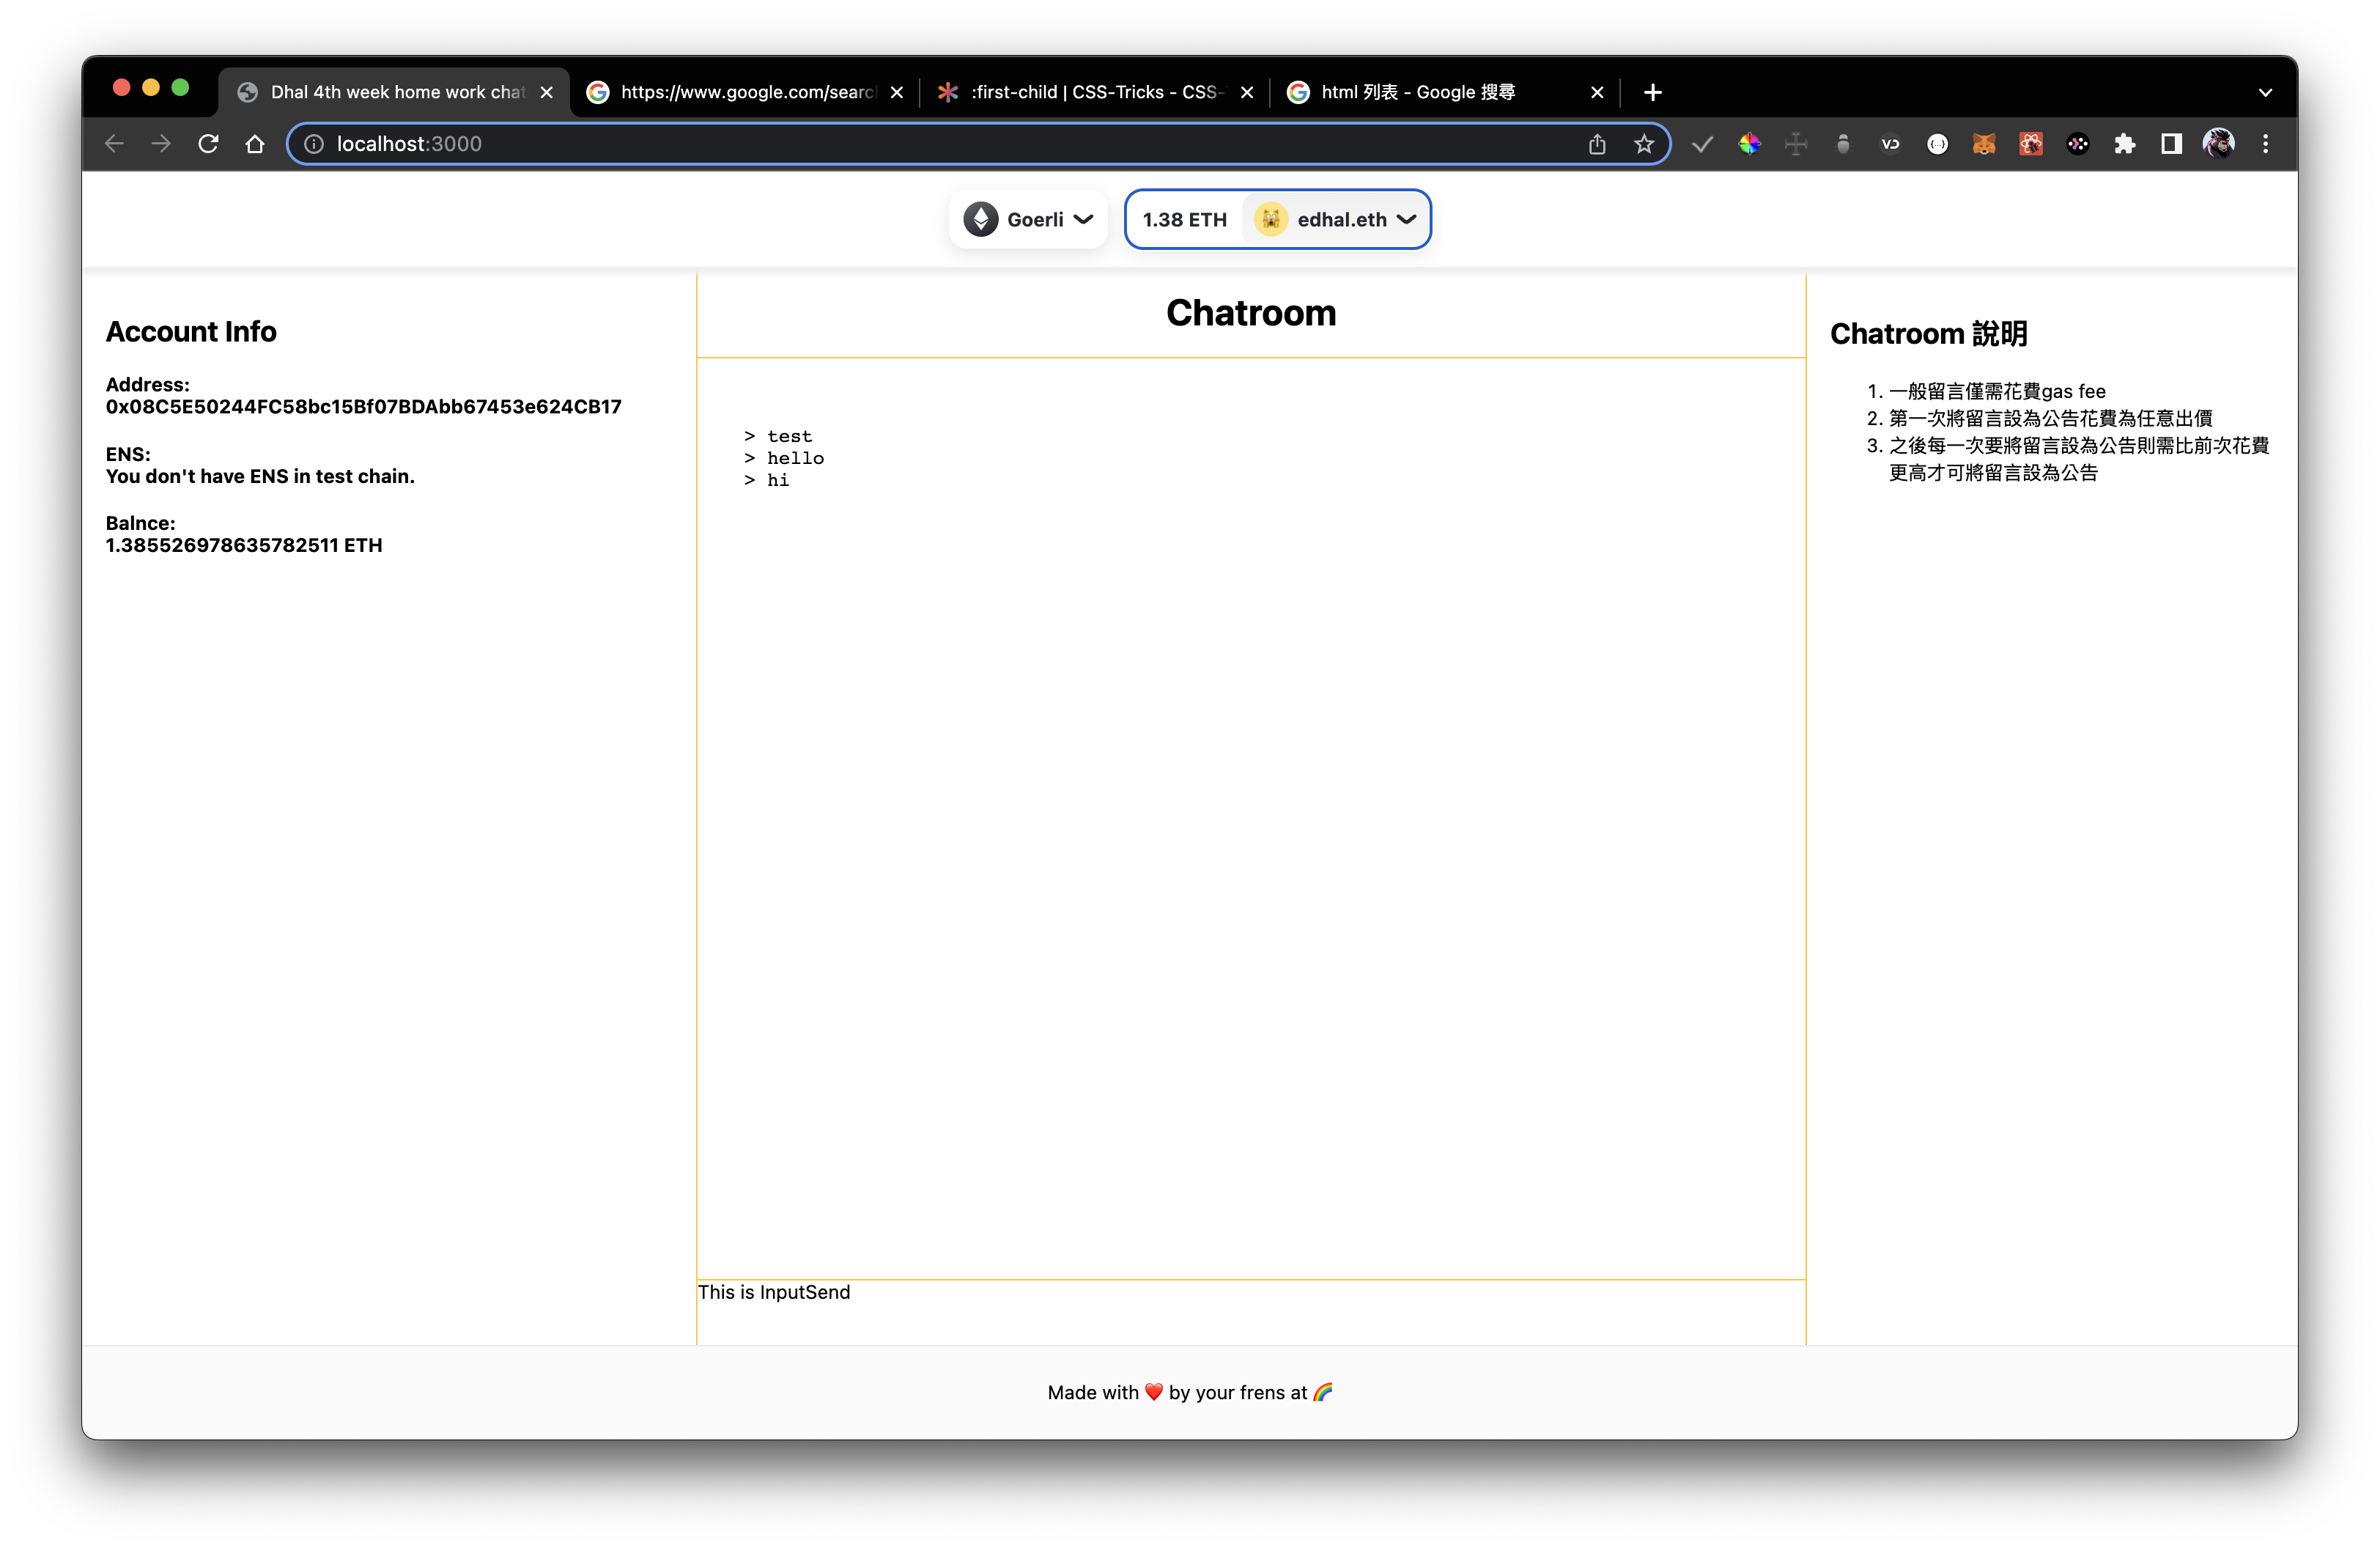 Dhal 4th week home work chat
https://www.google.com/searc
:first-child | CSS-Tricks - CSS-
html 列表 - Google 搜尋
localhost:3000
VD
Goerli
1.38 ETH
edhal.eth
Account Info
Address:
0x08C5E50244FC58bc15Bf07BDAbb67453e624CB17
ENS:
You don't have ENS in test chain.
Balnce:
1.385526978635782511 ETH
Chatroom
> test
> hello
> hi
This is InputSend
Chatroom 說明
1. 一般留言僅需花費gas fee
2. 第一次將留言設為公告花費為任意出價
3. 之後每一次要將留言設為公告則需比前次花費
更高才可將留言設為公告
Made with ❤️ by your frens at 🌈